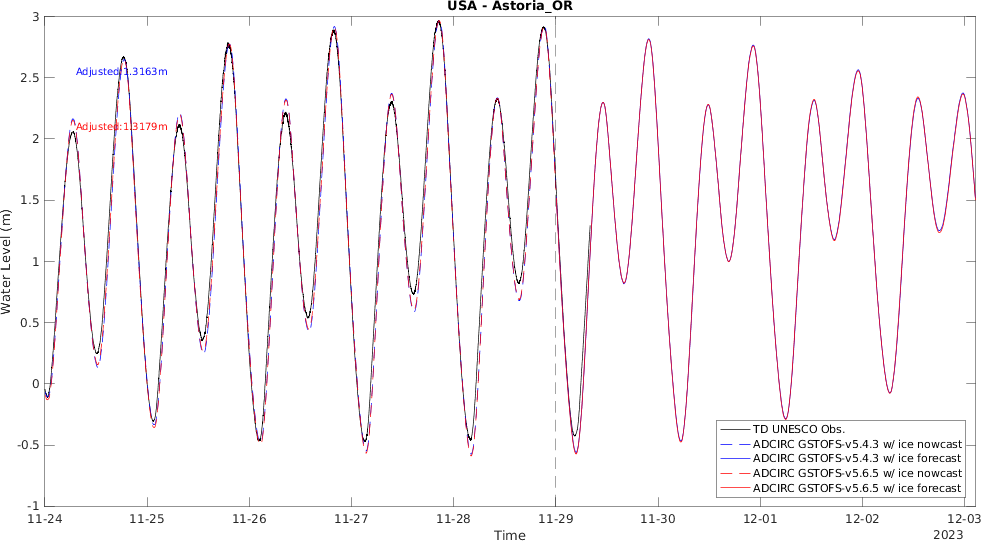 USA - Astoria_OR
3
2.5
2
1.5
1
0.5
0
-0.5
-1
Water Level (m)
Adjusted:1.3163m
Adjusted:1.3179m
TD UNESCO Obs.
ADCIRC GSTOFS-v5.4.3 w/ ice nowcast
ADCIRC GSTOFS-v5.4.3 w/ ice forecast
ADCIRC GSTOFS-v5.6.5 w/ ice nowcast
ADCIRC GSTOFS-v5.6.5 w/ ice forecast
11-24 11-25 11-26 11-27 11-28 11-29 11-30 12-01 12-02 12-03
Time 2023